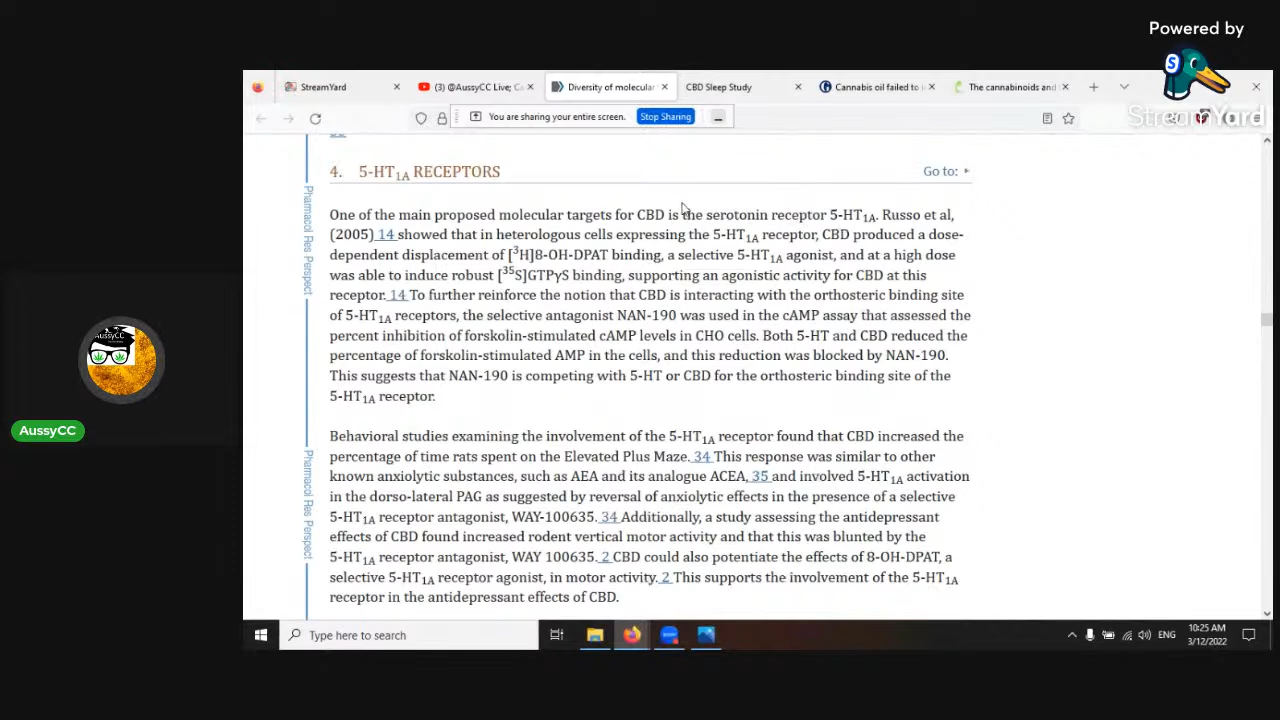 Powered by
StreamYard
StreamYard
(3) @AussyCC Live; Ca
Diversity of molecular
CBD Sleep Study
Cannabis oil failed to i
The cannabinoids and
You are sharing your entire screen.
Stop Sharing
4. 5-HT1A RECEPTORS
Go to:
One of the main proposed molecular targets for CBD is the serotonin receptor 5-HT1A. Russo et al,
(2005) 14 showed that in heterologous cells expressing the 5-HT1A receptor, CBD produced a dose-
dependent displacement of [3H]8-OH-DPAT binding, a selective 5-HT1A agonist, and at a high dose
was able to induce robust [35S]GTPγS binding, supporting an agonistic activity for CBD at this
receptor. 14 To further reinforce the notion that CBD is interacting with the orthosteric binding site
of 5-HT1A receptors, the selective antagonist NAN-190 was used in the cAMP assay that assessed the
percent inhibition of forskolin-stimulated cAMP levels in CHO cells. Both 5-HT and CBD reduced the
percentage of forskolin-stimulated AMP in the cells, and this reduction was blocked by NAN-190.
This suggests that NAN-190 is competing with 5-HT or CBD for the orthosteric binding site of the
5-HT1A receptor.
Behavioral studies examining the involvement of the 5-HT1A receptor found that CBD increased the
percentage of time rats spent on the Elevated Plus Maze. 34 This response was similar to other
known anxiolytic substances, such as AEA and its analogue ACEA, 35 and involved 5-HT1A activation
in the dorso-lateral PAG as suggested by reversal of anxiolytic effects in the presence of a selective
5-HT1A receptor antagonist, WAY-100635. 34 Additionally, a study assessing the antidepressant
effects of CBD found increased rodent vertical motor activity and that this was blunted by the
5-HT1A receptor antagonist, WAY 100635. 2 CBD could also potentiate the effects of 8-OH-DPAT, a
selective 5-HT1A receptor agonist, in motor activity. 2 This supports the involvement of the 5-HT1A
receptor in the antidepressant effects of CBD.
Pharmacol Res Perspect
Pharmacol Res Perspect
AussyCC
AussyCC
Type here to search
ENG
10:25 AM
3/12/2022